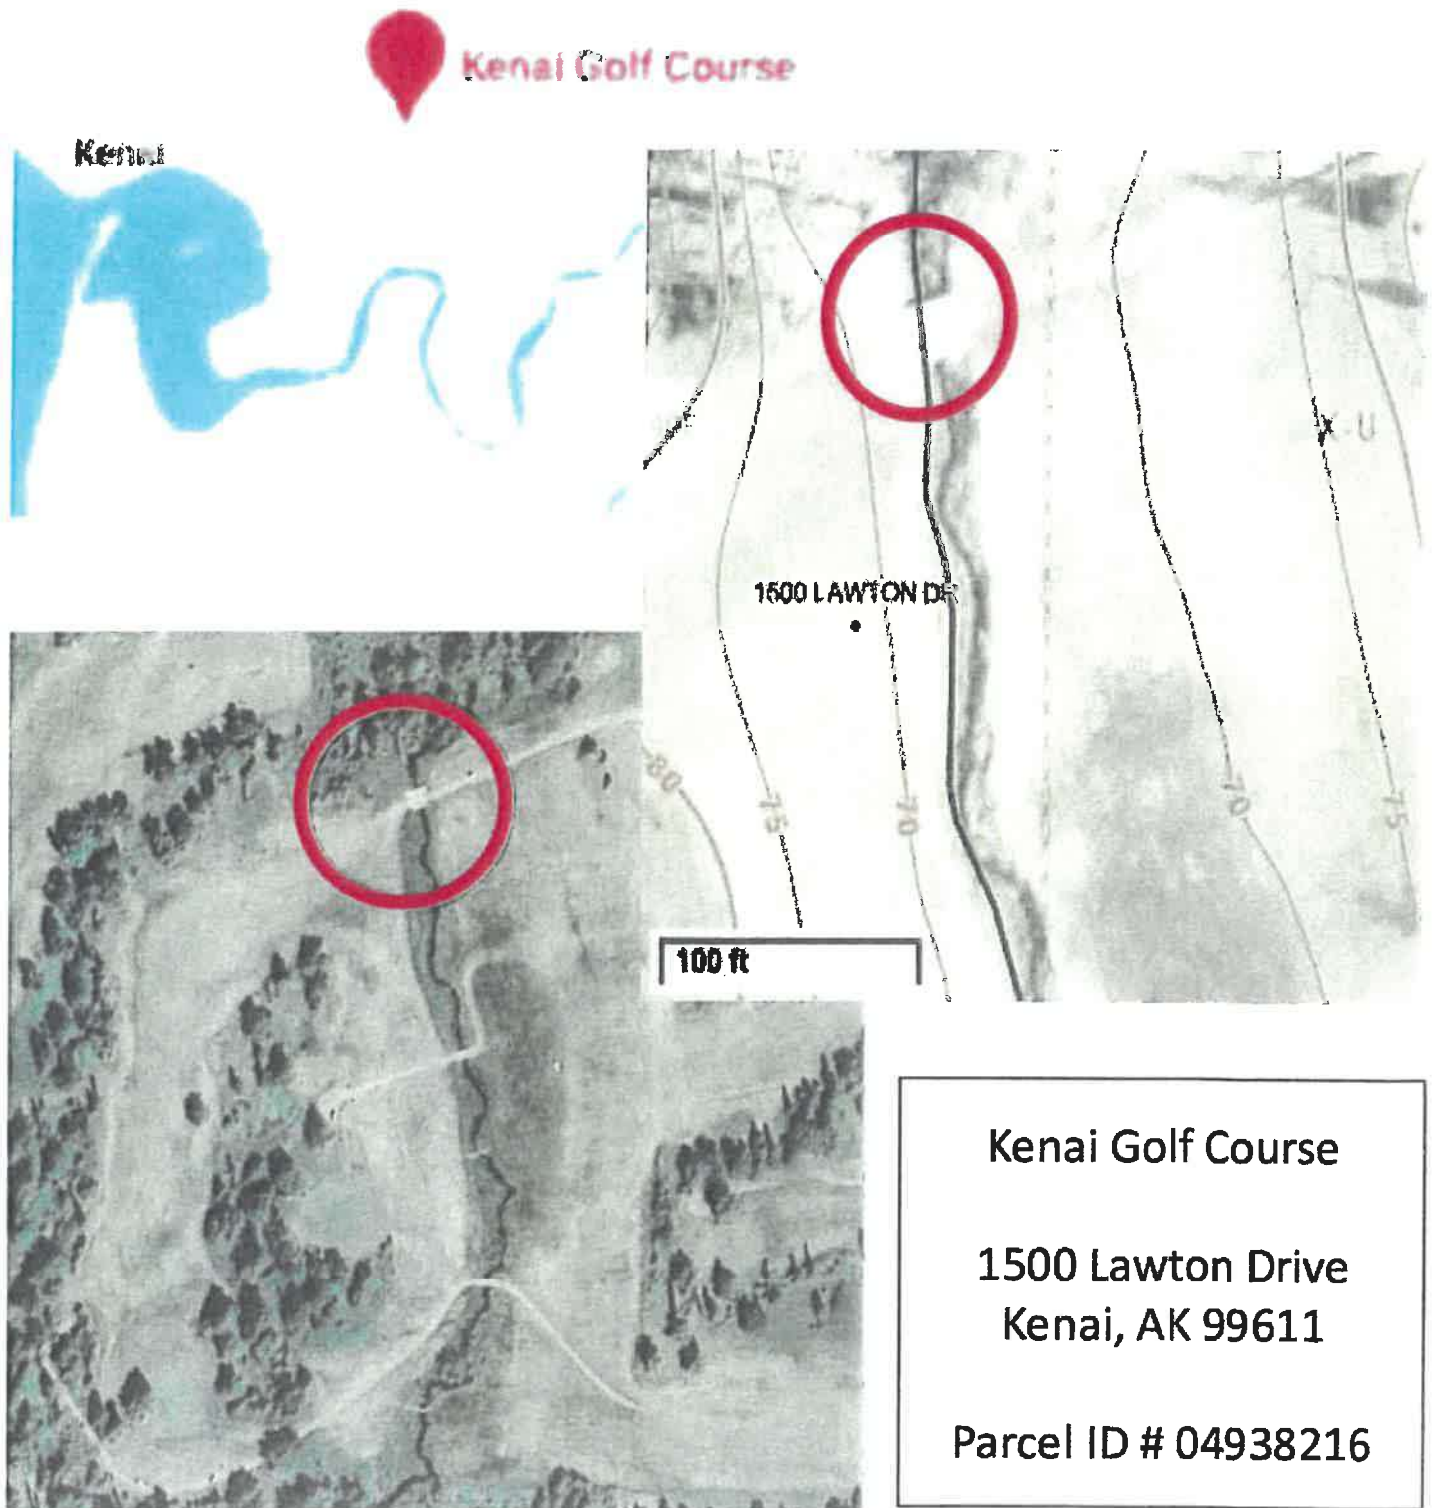 Kenai Golf Course
Kenai
X-U
1500 LAWTON DR
80
75
70
70
75
100 ft
Kenai Golf Course
1500 Lawton Drive
Kenai, AK 99611
Parcel ID # 04938216